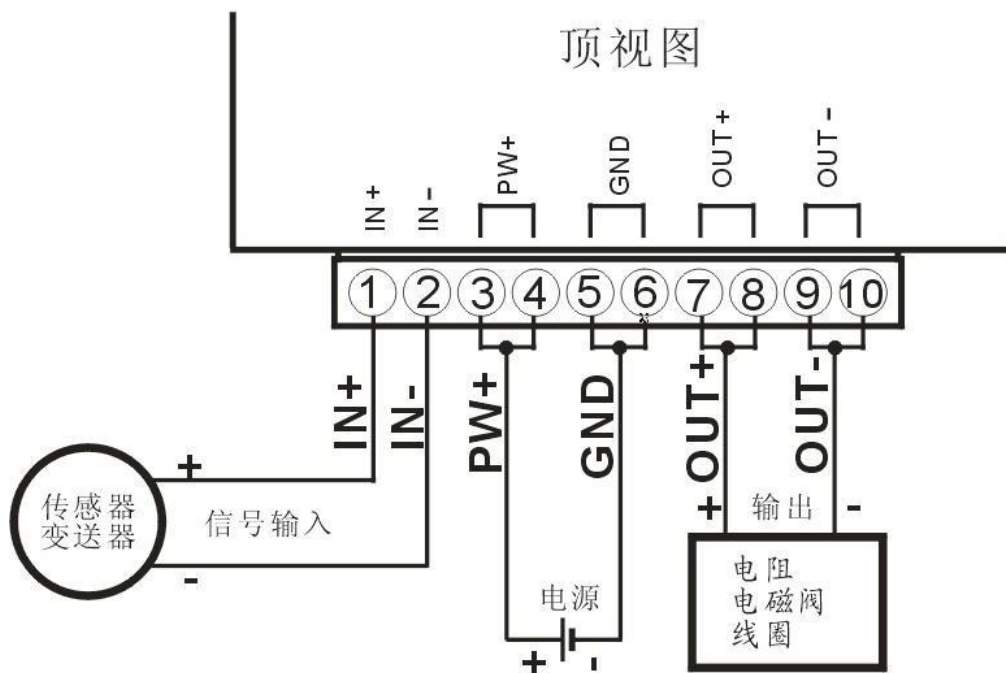 顶视图
IN+
IN-
PW+
GND
OUT+
OUT-
1 2 3 4 5 6 7 8 9 10
IN+
IN-
PW+
GND
OUT+
OUT-
+
传感器
变送器
信号输入
-
+
输出
-
电阻
电磁阀
线圈
电源
+
-